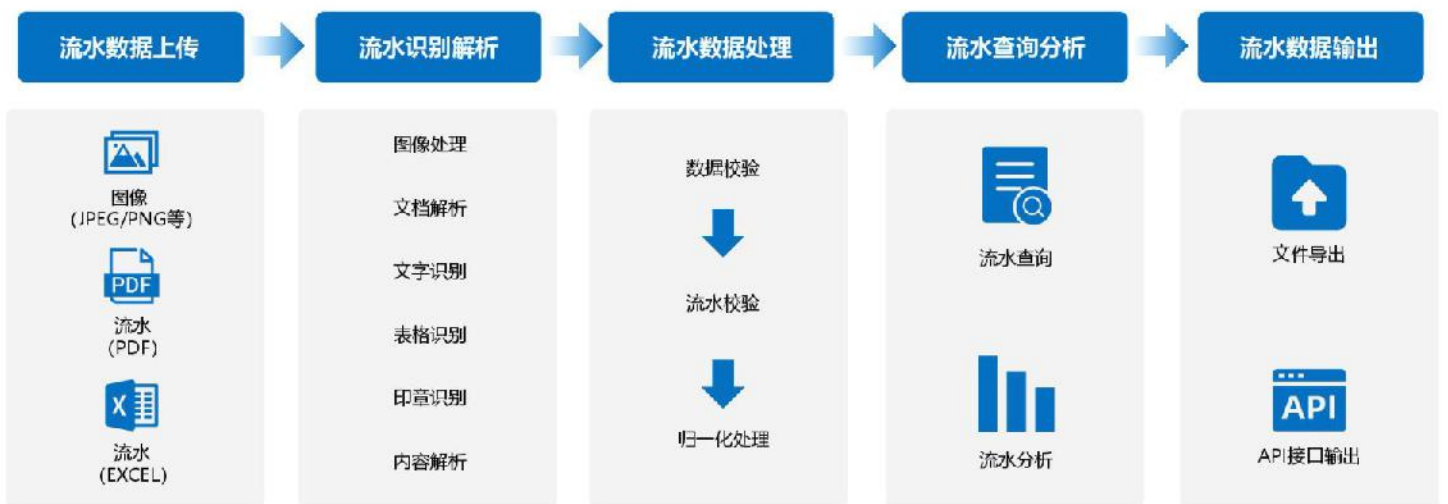 流水数据上传
流水识别解析
流水数据处理
流水查询分析
流水数据输出
图像
(JPEG/PNG等)
PDF
流水
(PDF)
X
流水
(EXCEL)
图像处理
文档解析
文字识别
表格识别
印章识别
内容解析
数据校验
流水校验
归一化处理
流水查询
流水分析
文件导出
API
API接口输出